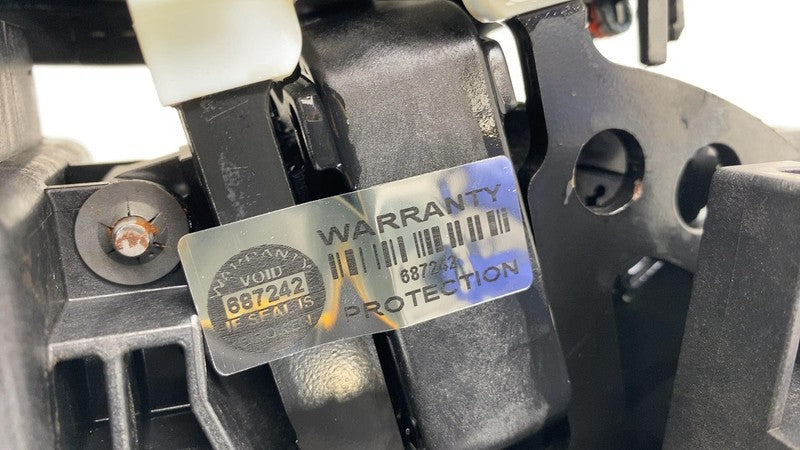 WARRANTY
VOID
687242
IF SEAL IS
WARRANTY
687242
PROTECTION